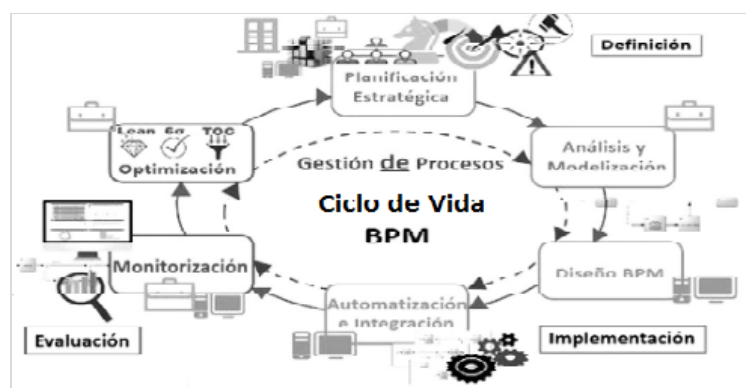 Definición
Planificación
Estratégica
Lean 6σ TOC
Optimización
Análisis y
Modelización
Gestión de Procesos
Ciclo de Vida
BPM
Monitorización
Diseño BPM
Automatización
e Integración
Evaluación
Implementación